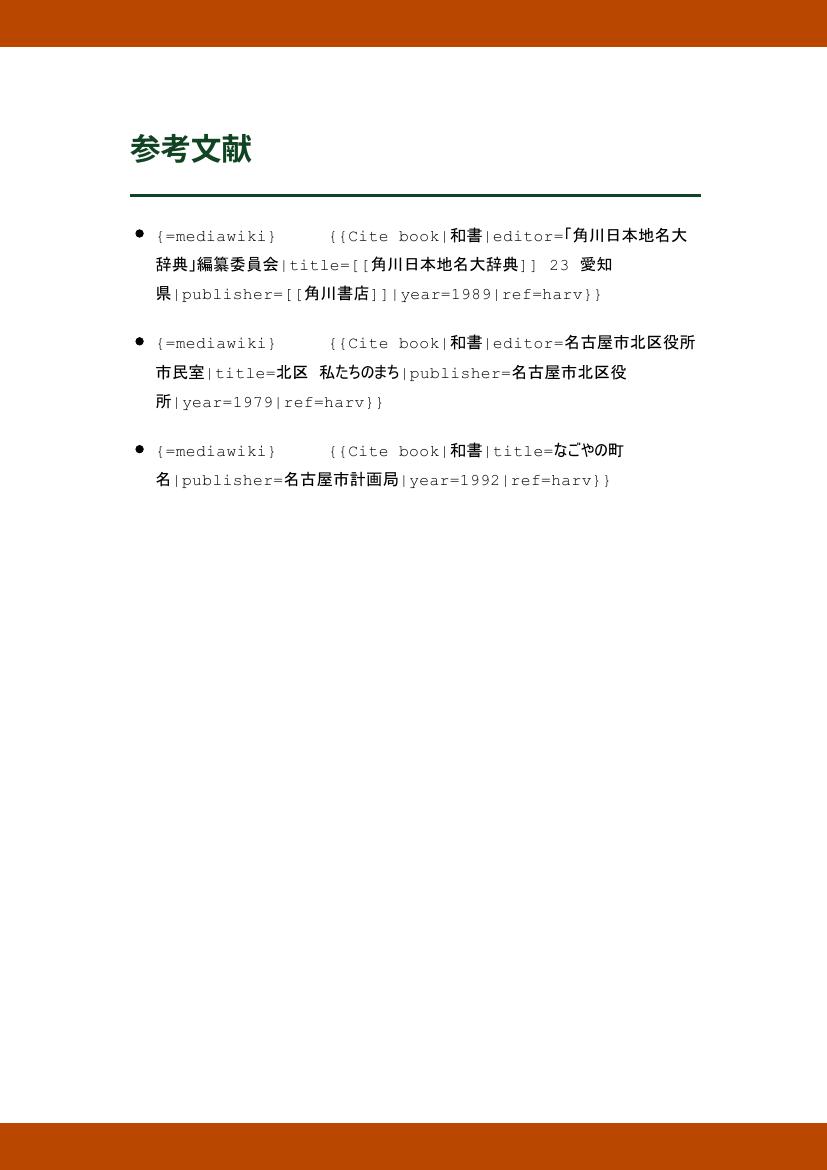 参考文献
• {=mediawiki} {{Cite book|和書|editor=「角川日本地名大
辞典」編纂委員会|title=[[角川日本地名大辞典]] 23 愛知
県|publisher=[[角川書店]]|year=1989|ref=harv}}
• {=mediawiki} {{Cite book|和書|editor=名古屋市北区役所
市民室|title=北区 私たちのまち|publisher=名古屋市北区役
所|year=1979|ref=harv}}
• {=mediawiki} {{Cite book|和書|title=なごやの町
名|publisher=名古屋市計画局|year=1992|ref=harv}}